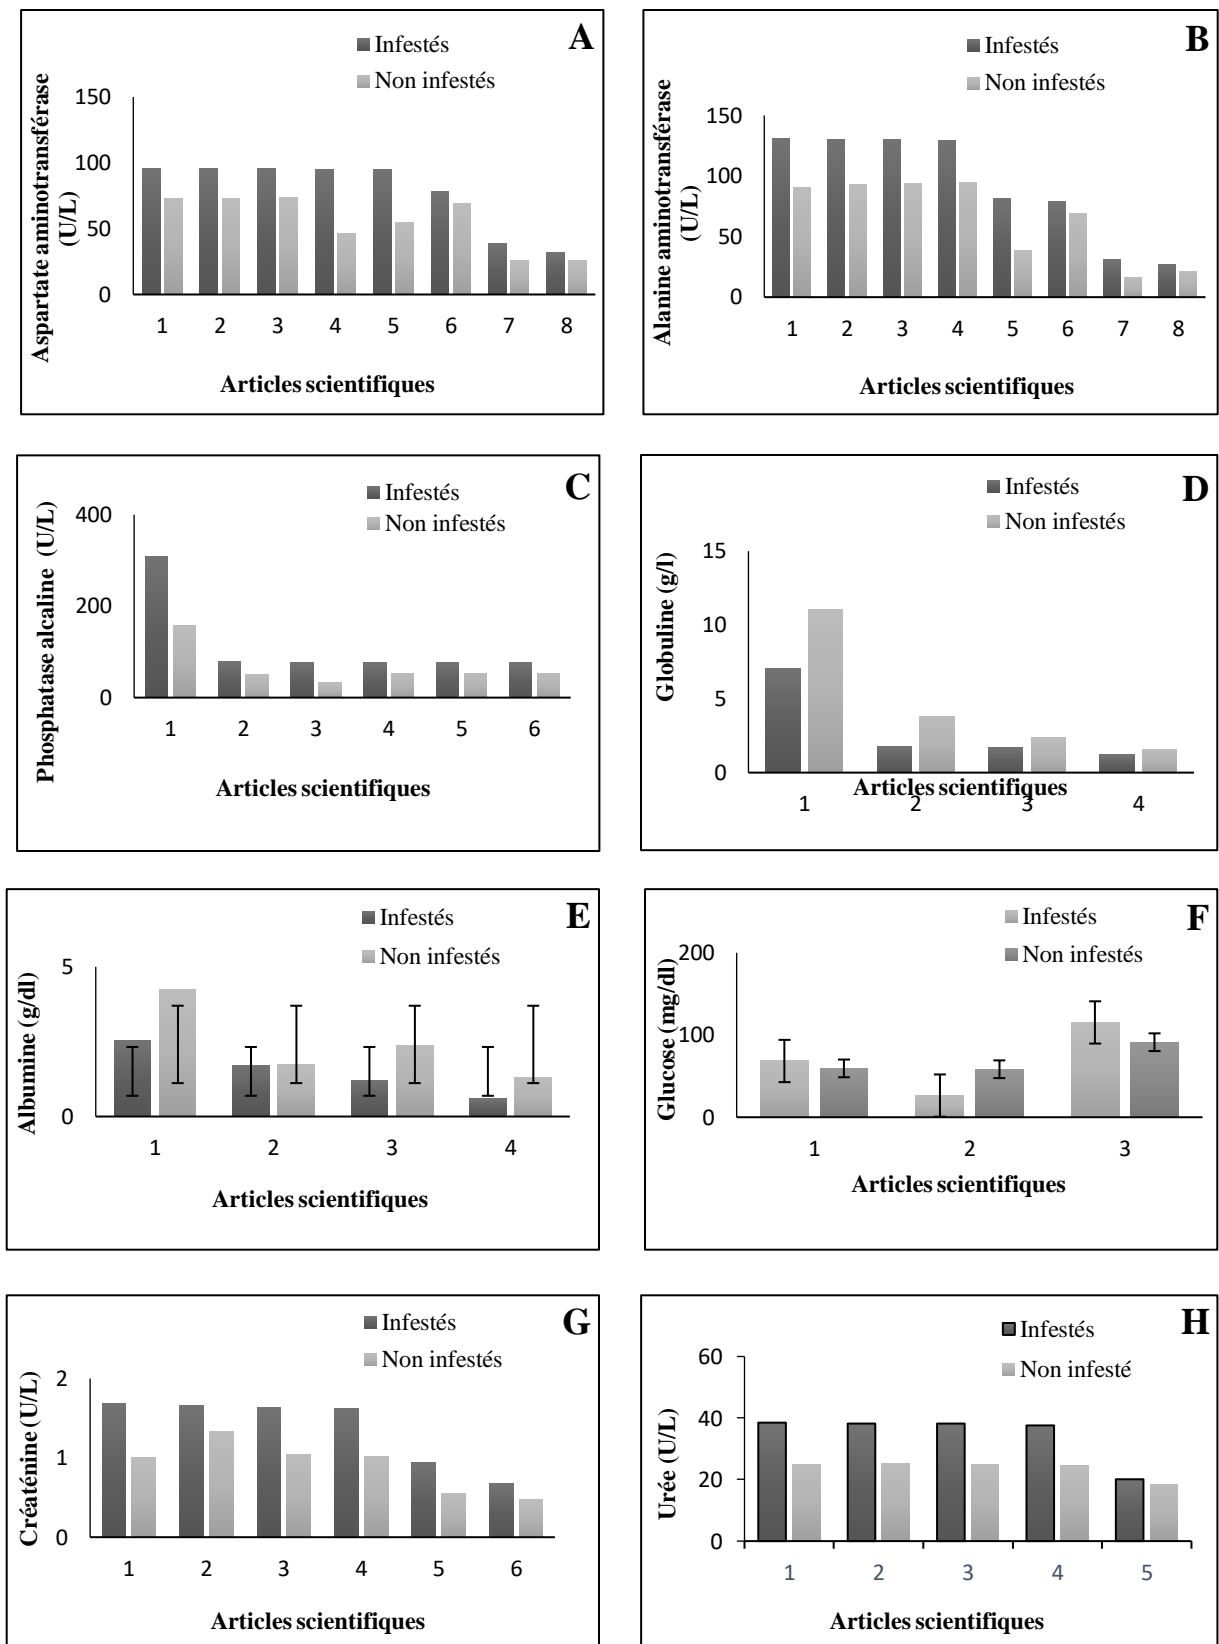 A
Infestés
Non infestés
Aspartate aminotransférase
(U/L)
150
100
50
0
1 2 3 4 5 6 7 8
Articles scientifiques
B
Infestés
Non infestés
Alanine aminotransférase
(U/L)
150
100
50
0
1 2 3 4 5 6 7 8
Articles scientifiques
C
Infestés
Non infestés
Phosphatase alcaline (U/L)
400
200
0
1 2 3 4 5 6
Articles scientifiques
D
Infestés
Non infestés
Globuline (g/l)
15
10
5
0
1 2 3 4
Articles scientifiques
E
Infestés
Non infestés
Albumine (g/dl)
5
0
1 2 3 4
Articles scientifiques
F
Infestés
Non infestés
Glucose (mg/dl)
200
100
0
1 2 3
Articles scientifiques
G
Infestés
Non infestés
Créaténine (U/L)
2
1
0
1 2 3 4 5 6
Articles scientifiques
H
Infestés
Non infesté
Urée (U/L)
60
40
20
0
1 2 3 4 5
Articles scientifiques